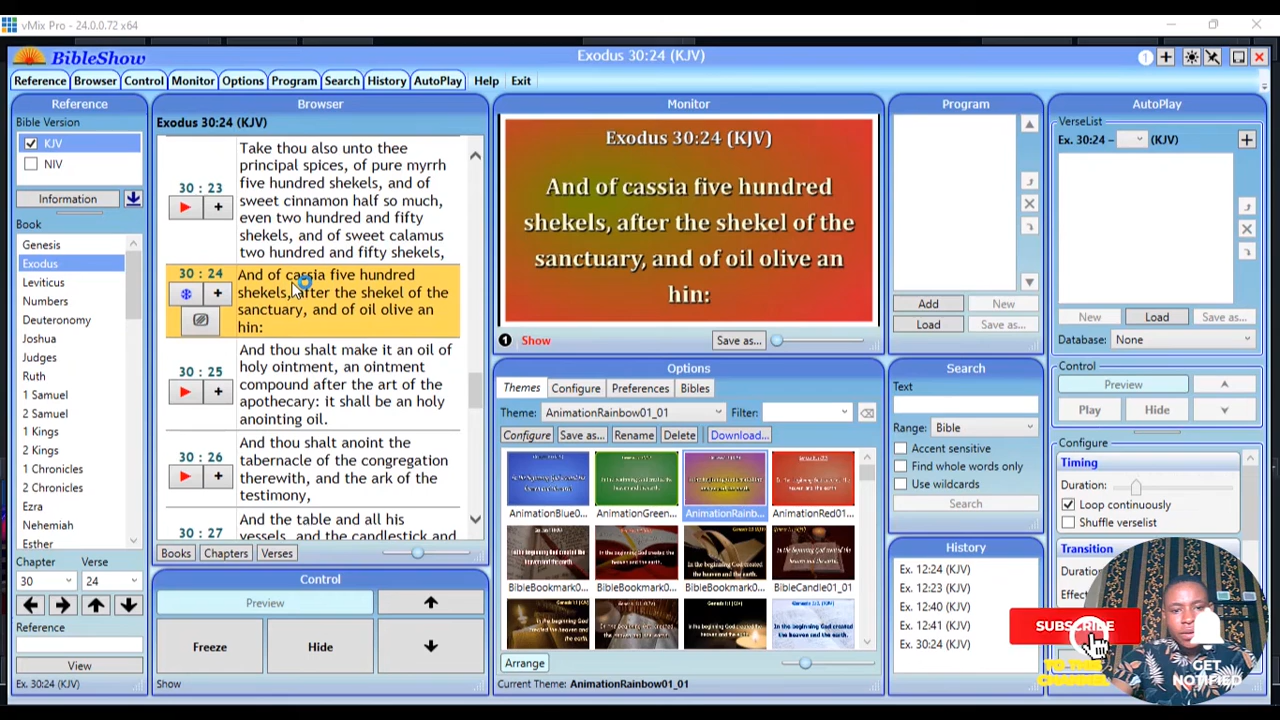 vMix Pro - 24.0.0.72 x64
BibleShow
Exodus 30:24 (KJV)
1
Reference Browser Control Monitor Options Program Search History AutoPlay Help Exit
Reference
Bible Version
KJV
NIV
Information
Book
Genesis
Exodus
Leviticus
Numbers
Deuteronomy
Joshua
Judges
Ruth
1 Samuel
2 Samuel
1 Kings
2 Kings
1 Chronicles
2 Chronicles
Ezra
Nehemiah
Esther
Chapter Verse
30 24
Reference
View
Ex. 30:24 (KJV)
Browser
Exodus 30:24 (KJV)
30 : 23
Take thou also unto thee
principal spices, of pure myrrh
five hundred shekels, and of
sweet cinnamon half so much,
even two hundred and fifty
shekels, and of sweet calamus
two hundred and fifty shekels,
30 : 24
And of cassia five hundred
shekels, after the shekel of the
sanctuary, and of oil olive an
hin:
30 : 25
And thou shalt make it an oil of
holy ointment, an ointment
compound after the art of the
apothecary: it shall be an holy
anointing oil.
30 : 26
And thou shalt anoint the
tabernacle of the congregation
therewith, and the ark of the
testimony,
30 : 27
And the table and all his
vessels, and the candlestick and
Books Chapters Verses
Control
Preview
Freeze Hide
Show
Monitor
Exodus 30:24 (KJV)
And of cassia five hundred
shekels, after the shekel of the
sanctuary, and of oil olive an
hin:
1 Show Save as...
Options
Themes Configure Preferences Bibles
Theme: AnimationRainbow01_01 Filter:
Configure Save as... Rename Delete Download...
AnimationBlue0... AnimationGreen... AnimationRainb... AnimationRed01...
BibleBookmark0... BibleBookmark0... BibleBookmark0... BibleCandle01_01
Arrange
Current Theme: AnimationRainbow01_01
Program
Add New
Load Save as...
Search
Text
Range: Bible
Accent sensitive
Find whole words only
Use wildcards
Search
History
Ex. 12:24 (KJV)
Ex. 12:23 (KJV)
Ex. 12:40 (KJV)
Ex. 12:41 (KJV)
Ex. 30:24 (KJV)
AutoPlay
VerseList
Ex. 30:24 – (KJV)
New Load Save as...
Database: None
Control
Preview
Play Hide
Configure
Timing
Duration:
Loop continuously
Shuffle verselist
Transition
Duratio
Effec
SUBSCRIBE
TO THE
CHANNEL
GET
NOTIFIED